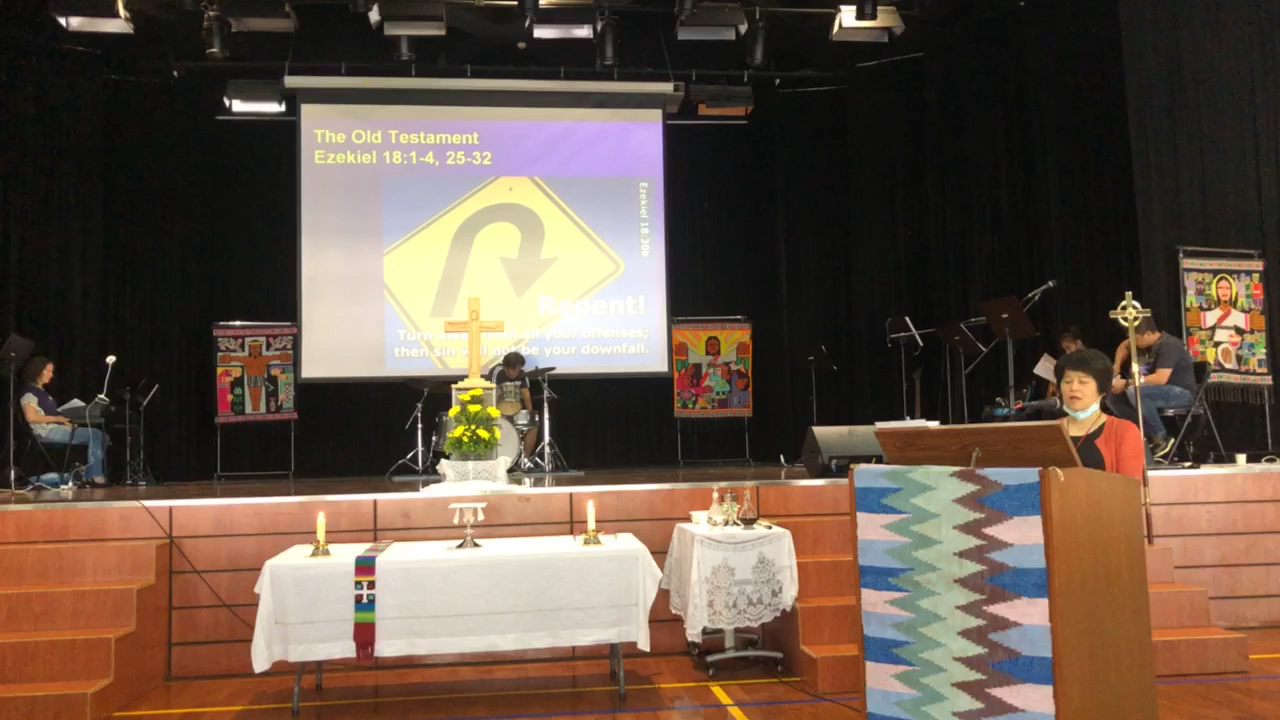 The Old Testament
Ezekiel 18:1-4, 25-32
Ezekiel 18:30b
Repent!
Turn away from all your offenses;
then sin will not be your downfall.